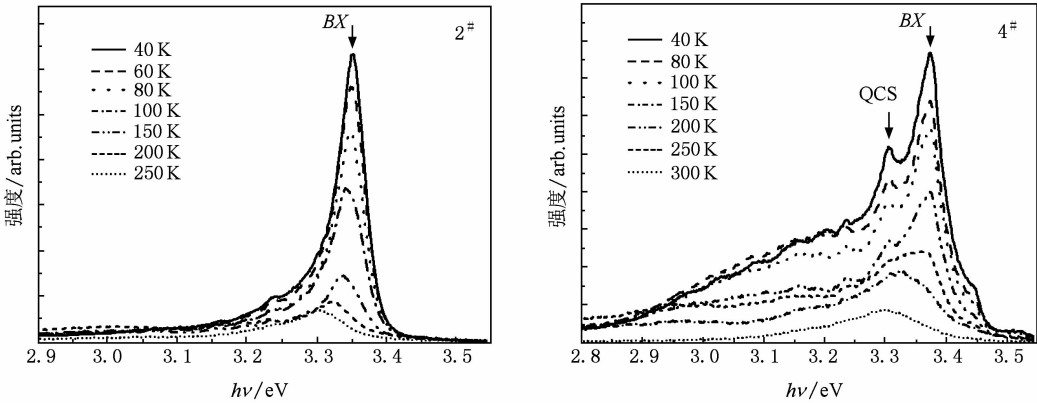 BX
2#
40 K
60 K
80 K
100 K
150 K
200 K
250 K
强度/arb.units
2.9 3.0 3.1 3.2 3.3 3.4 3.5
hν/eV
BX
4#
QCS
40 K
80 K
100 K
150 K
200 K
250 K
300 K
强度/arb.units
2.8 2.9 3.0 3.1 3.2 3.3 3.4 3.5
hν/eV